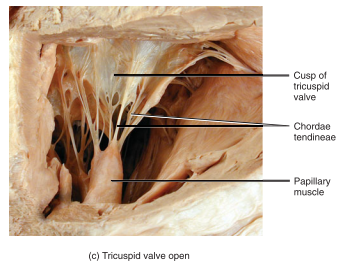 Cusp of
tricuspid
valve
Chordae
tendineae
Papillary
muscle
(c) Tricuspid valve open